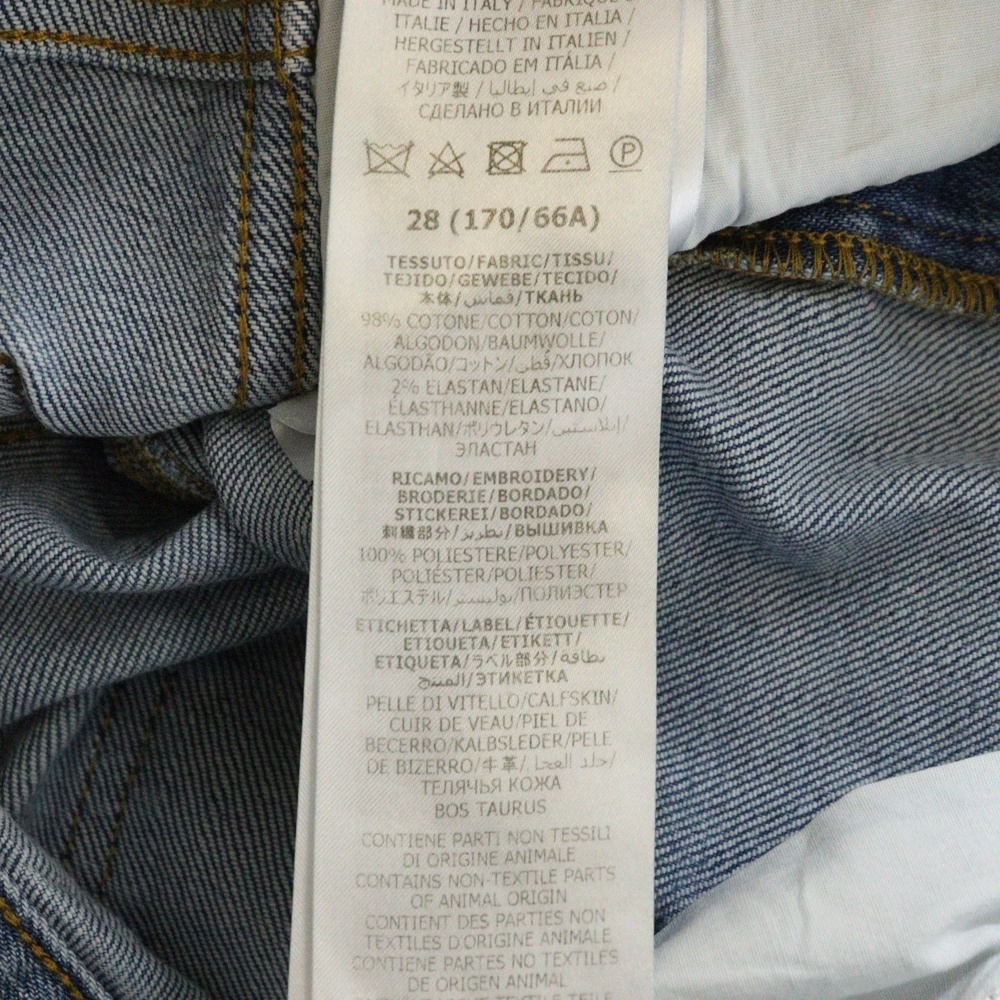 MADE IN ITALY / FABRIQUÉ
ITALIE / HECHO EN ITALIA /
HERGESTELLT IN ITALIEN /
FABRICADO EM ITÁLIA /
イタリア製 / صنع في إيطاليا /
СДЕЛАНО В ИТАЛИИ
P
28 (170/66A)
TESSUTO/FABRIC/TISSU/
TEJIDO/GEWEBE/TECIDO/
本体/قماش/ТКАНЬ
98% COTONE/COTTON/COTON/
ALGODON/BAUMWOLLE/
ALGODÃO/コットン/قطن/ХЛОПОК
2% ELASTAN/ELASTANE/
ÉLASTHANNE/ELASTANO/
ELASTHAN/ポリウレタン/إيلاستين/
ЭЛАСТАН
RICAMO/EMBROIDERY/
BRODERIE/BORDADO/
STICKEREI/BORDADO/
刺繍部分/تطريز/ВЫШИВКА
100% POLIESTERE/POLYESTER/
POLIÉSTER/POLIESTER/
ポリエステル/بوليستر/ПОЛИЭСТЕР
ETICHETTA/LABEL/ÉTIQUETTE/
ETIQUETA/ETIKETT/
ETIQUETA/ラベル部分/بطاقة
المنتج/ЭТИКЕТКА
PELLE DI VITELLO/CALFSKIN/
CUIR DE VEAU/PIEL DE
BECERRO/KALBSLEDER/PELE
DE BIZERRO/牛革/جلد العجل/
ТЕЛЯЧЬЯ КОЖА
BOS TAURUS
CONTIENE PARTI NON TESSILI
DI ORIGINE ANIMALE
CONTAINS NON-TEXTILE PARTS
OF ANIMAL ORIGIN
CONTIENT DES PARTIES NON
TEXTILES D'ORIGINE ANIMALE
CONTIENE PARTES NO TEXTILES
DE ORIGEN ANIMAL